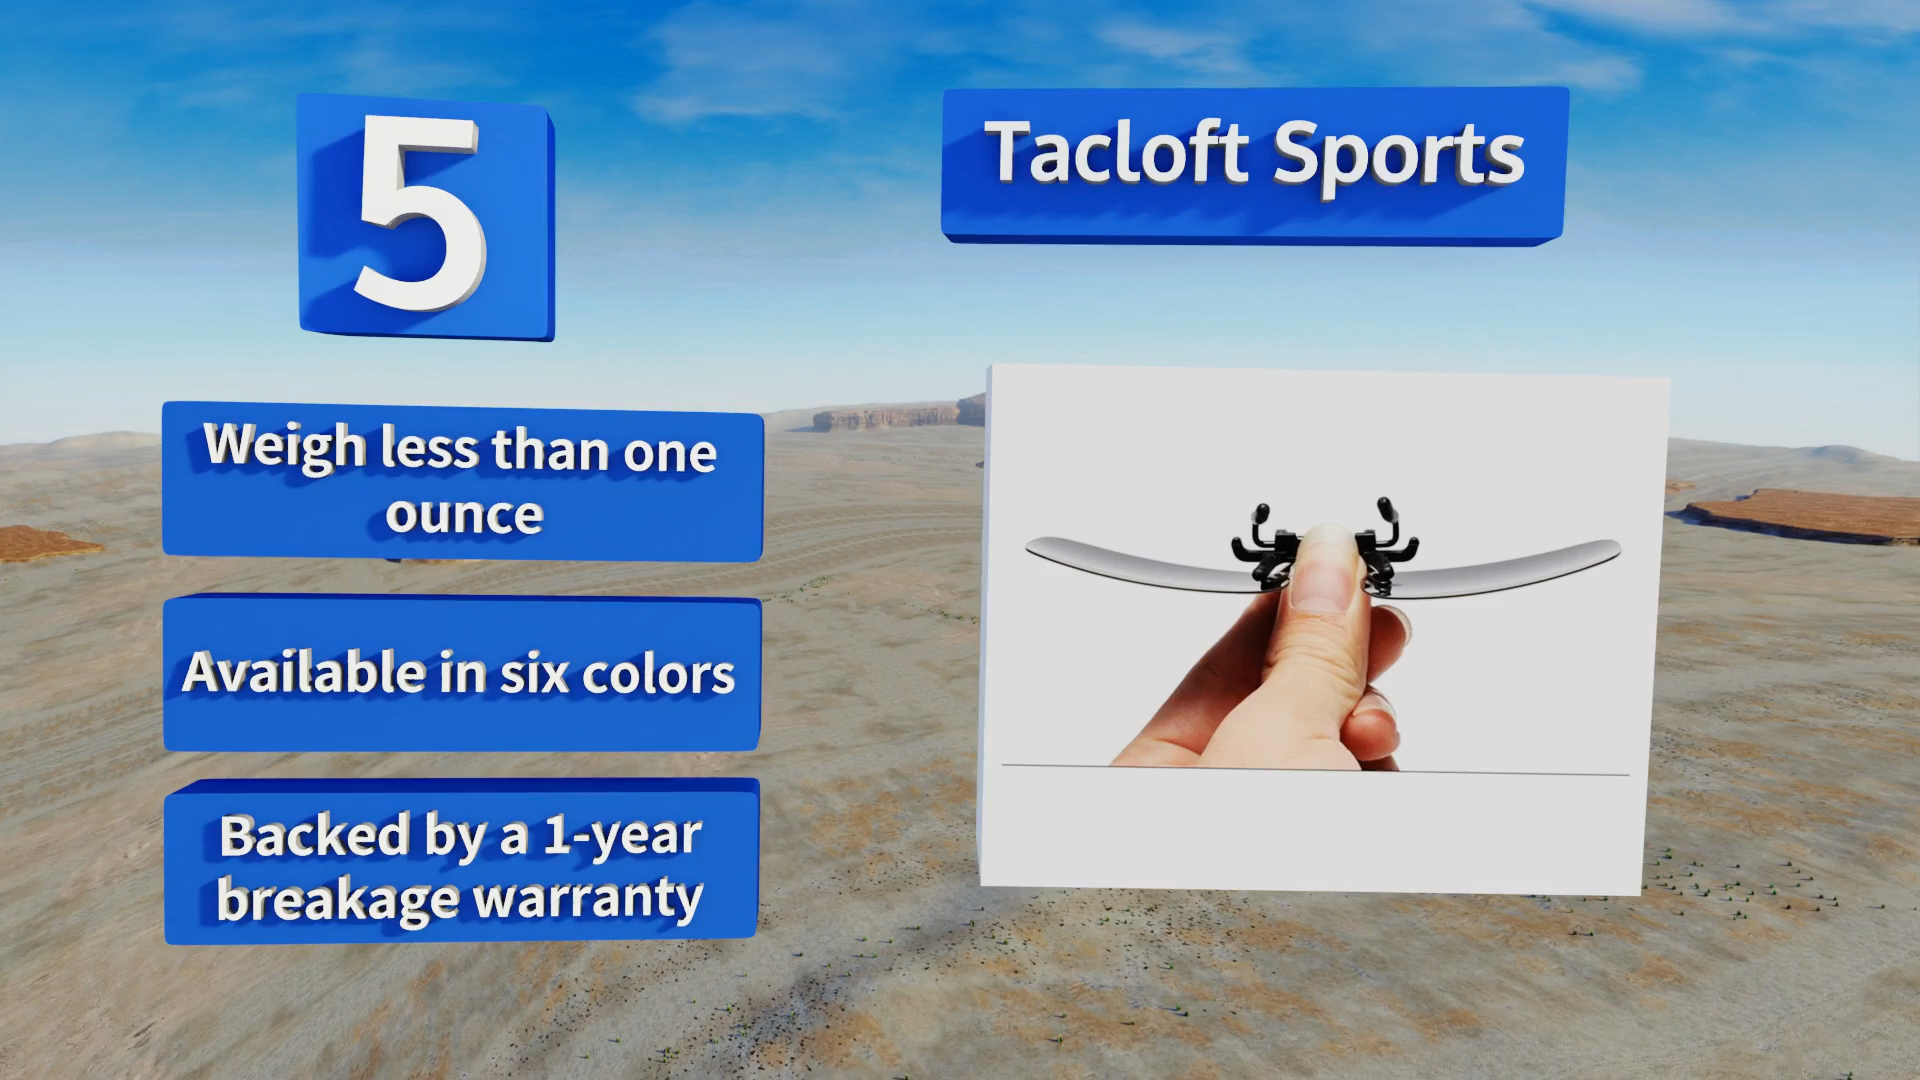 5
Tacloft Sports
Weigh less than one
ounce
Available in six colors
Backed by a 1-year
breakage warranty